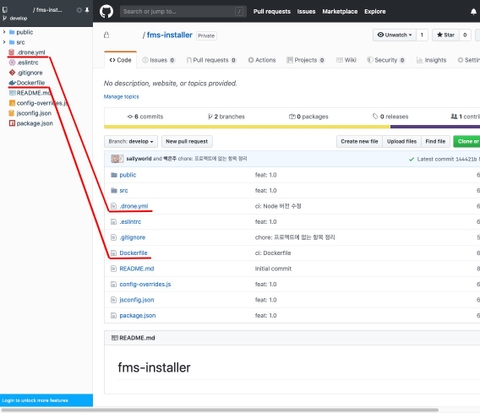 / fms-installer
develop
public
src
.drone.yml
.eslintrc
.gitignore
Dockerfile
README.md
config-overrides.js
jsconfig.json
package.json
Login to unlock more features
Search or jump to...
Pull requests Issues Marketplace Explore
/ fms-installer Private
Unwatch 1 Star 0
Code Issues 0 Pull requests 0 Actions Projects 0 Wiki Security 0 Insights
No description, website, or topics provided.
Manage topics
6 commits 2 branches 0 packages 0 releases 1
Branch: develop New pull request Create new file Upload files Find file Clone or
sallyworld and 백은주 chore: 프로젝트에 없는 항목 정리 Latest commit 144421b
public feat: 1.0
src feat: 1.0
.drone.yml ci: Node 버전 수정
.eslintrc feat: 1.0
.gitignore chore: 프로젝트에 없는 항목 정리
Dockerfile ci: Dockerfile
README.md Initial commit
config-overrides.js feat: 1.0
jsconfig.json feat: 1.0
package.json feat: 1.0
README.md
fms-installer